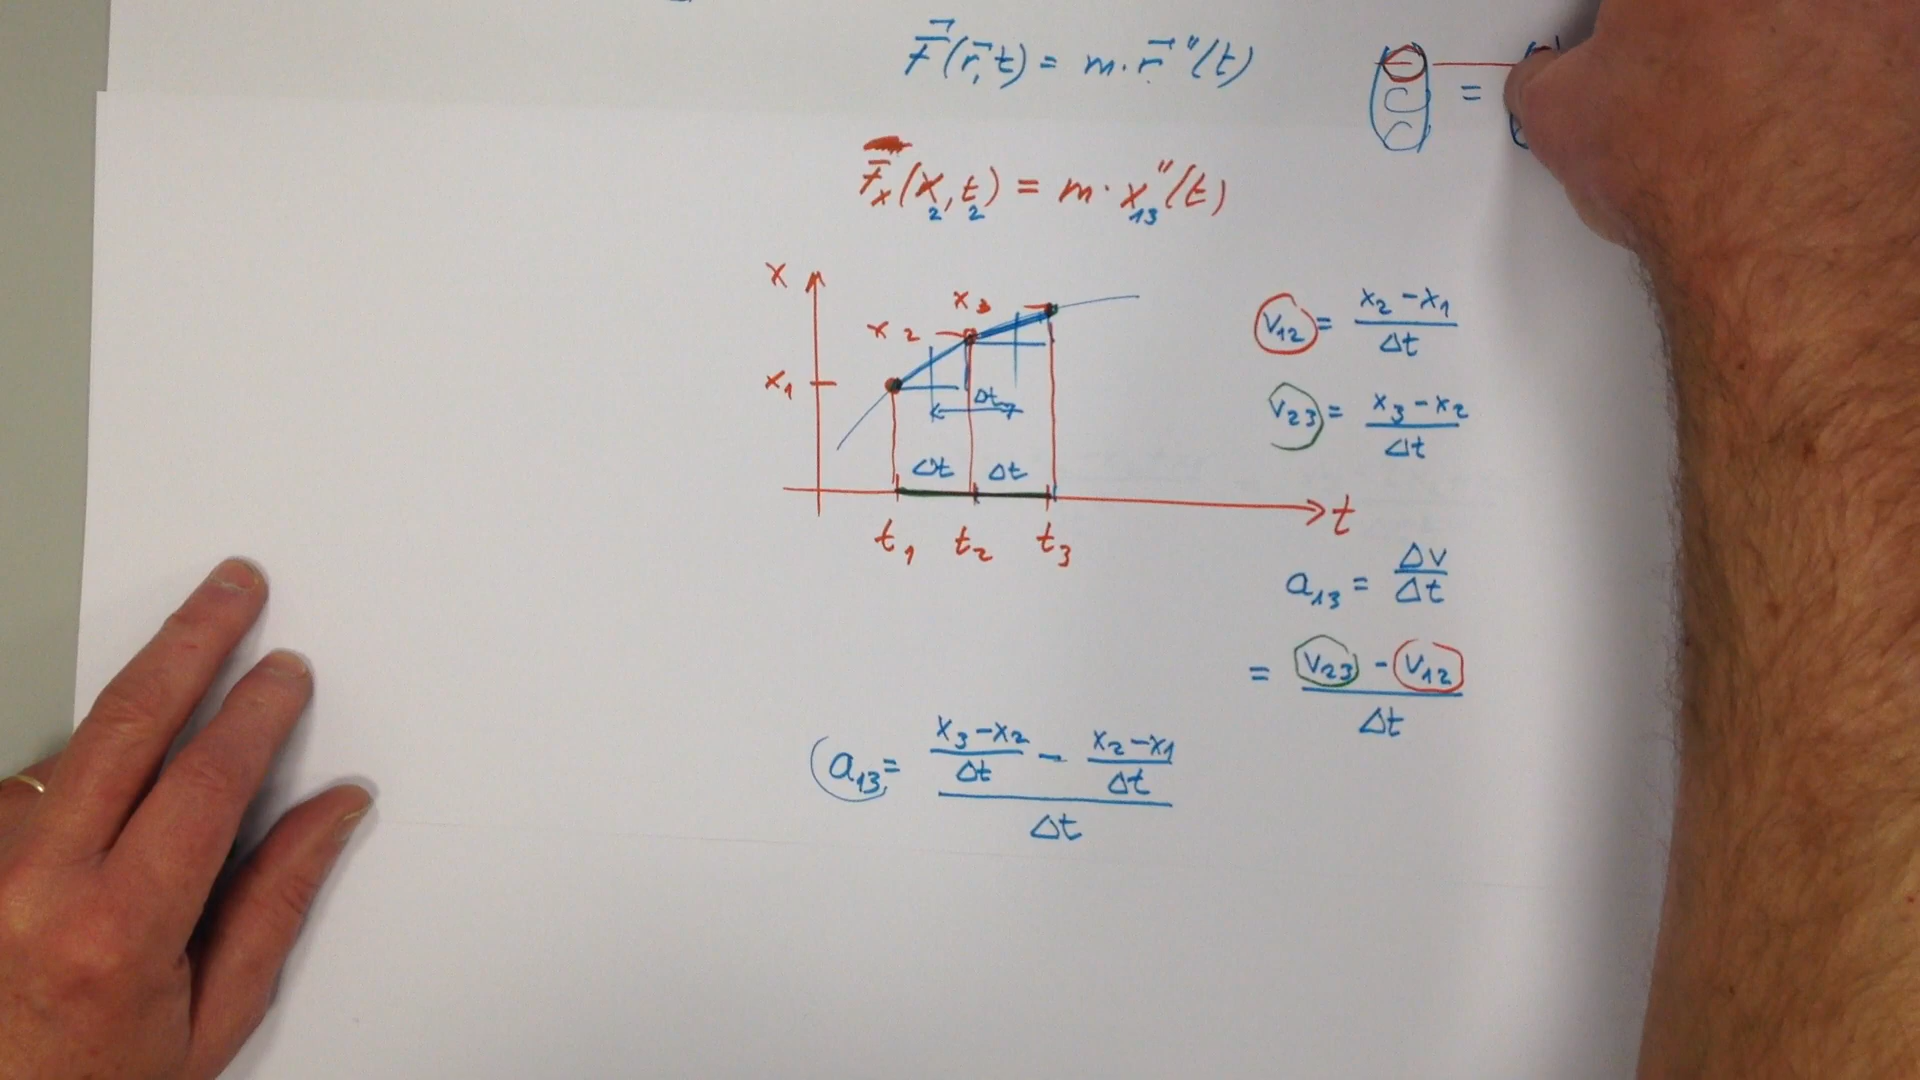 F⃗(r⃗,t) = m·r⃗''(t)
=
Fₓ(x₂,t₂) = m·x₁₃''(t)
x
x₃
x₂
x₁
Δt
Δt Δt
t
t₁ t₂ t₃
v₁₂ = (x₂ − x₁)/Δt
v₂₃ = (x₃ − x₂)/Δt
a₁₃ = Δv/Δt
= (v₂₃ − v₁₂)/Δt
a₁₃ = ((x₃ − x₂)/Δt − (x₂ − x₁)/Δt)/Δt